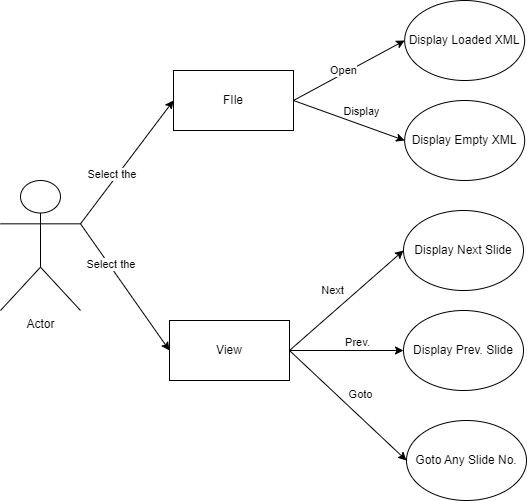 Display Loaded XML
Open
FIle
Display
Display Empty XML
Select the
Actor
Select the
Display Next Slide
Next
View
Prev.
Display Prev. Slide
Goto
Goto Any Slide No.